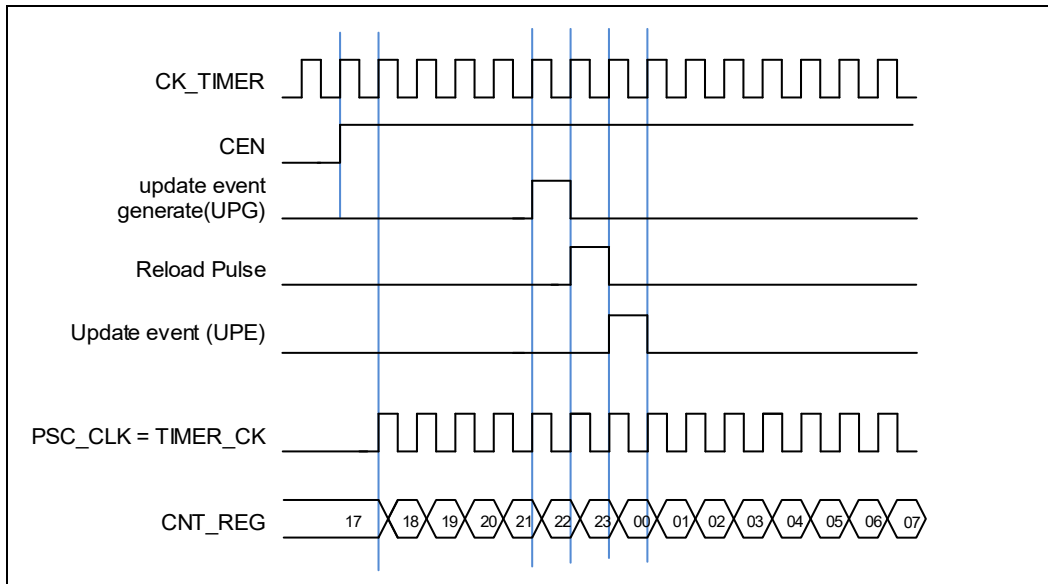 CK_TIMER
CEN
update event
generate(UPG)
Reload Pulse
Update event (UPE)
PSC_CLK = TIMER_CK
CNT_REG 17 18 19 20 21 22 23 00 01 02 03 04 05 06 07